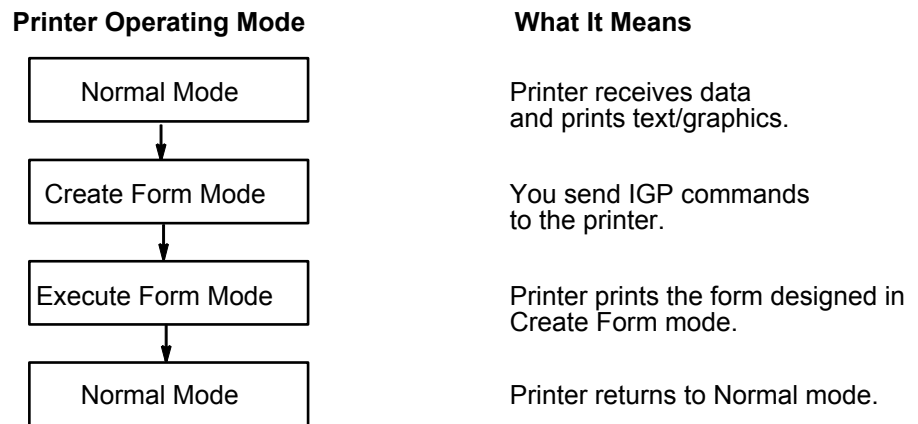 Printer Operating Mode
What It Means
Normal Mode
Printer receives data
and prints text/graphics.
Create Form Mode
You send IGP commands
to the printer.
Execute Form Mode
Printer prints the form designed in
Create Form mode.
Normal Mode
Printer returns to Normal mode.